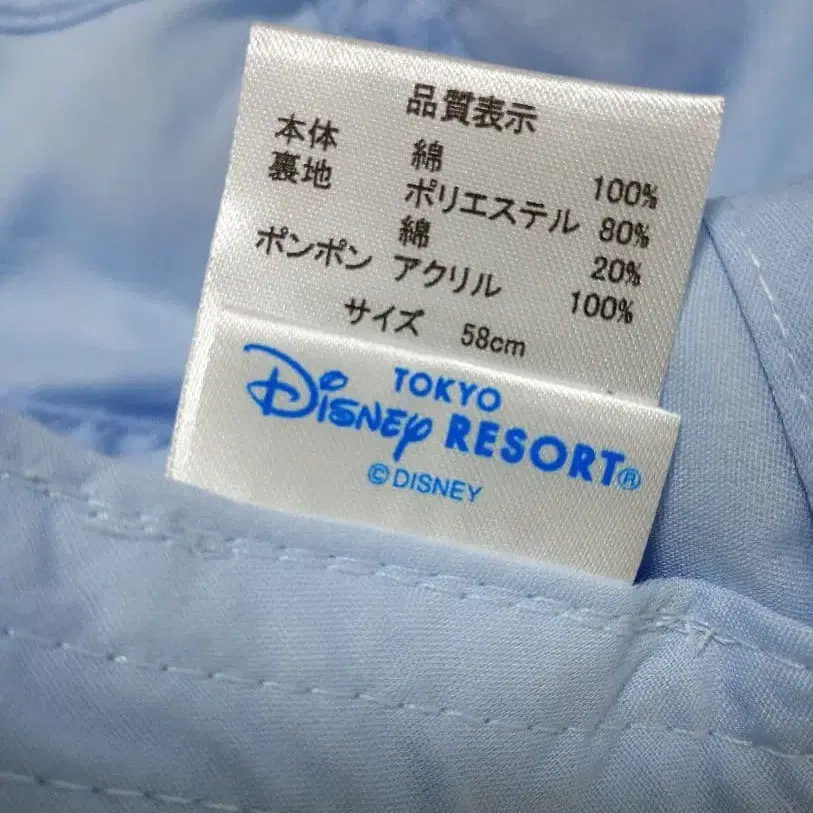 品質表示
本体 綿 100%
裏地 ポリエステル 80%
綿 20%
ポンポン アクリル 100%
サイズ 58cm
TOKYO
Disney RESORT®
©DISNEY